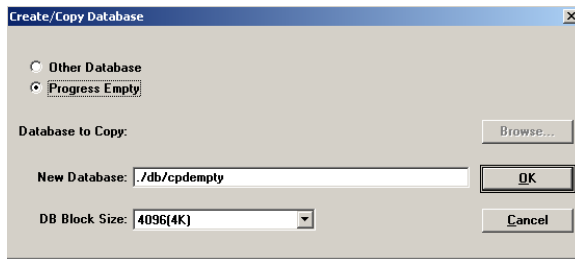 Create/Copy Database
Other Database
Progress Empty
Database to Copy:
Browse...
New Database: ./db/cpdempty
OK
DB Block Size: 4096(4K)
Cancel